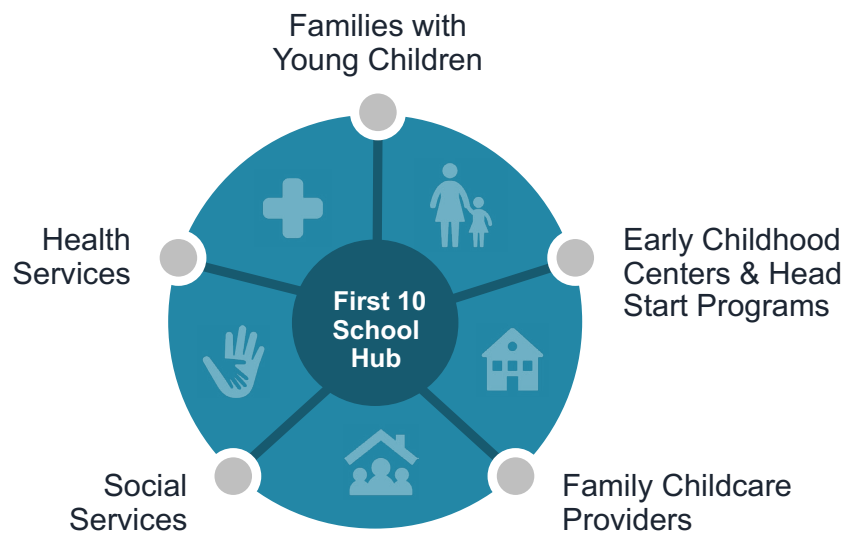 Families with
Young Children
Health
Services
First 10
School
Hub
Early Childhood
Centers & Head
Start Programs
Social
Services
Family Childcare
Providers